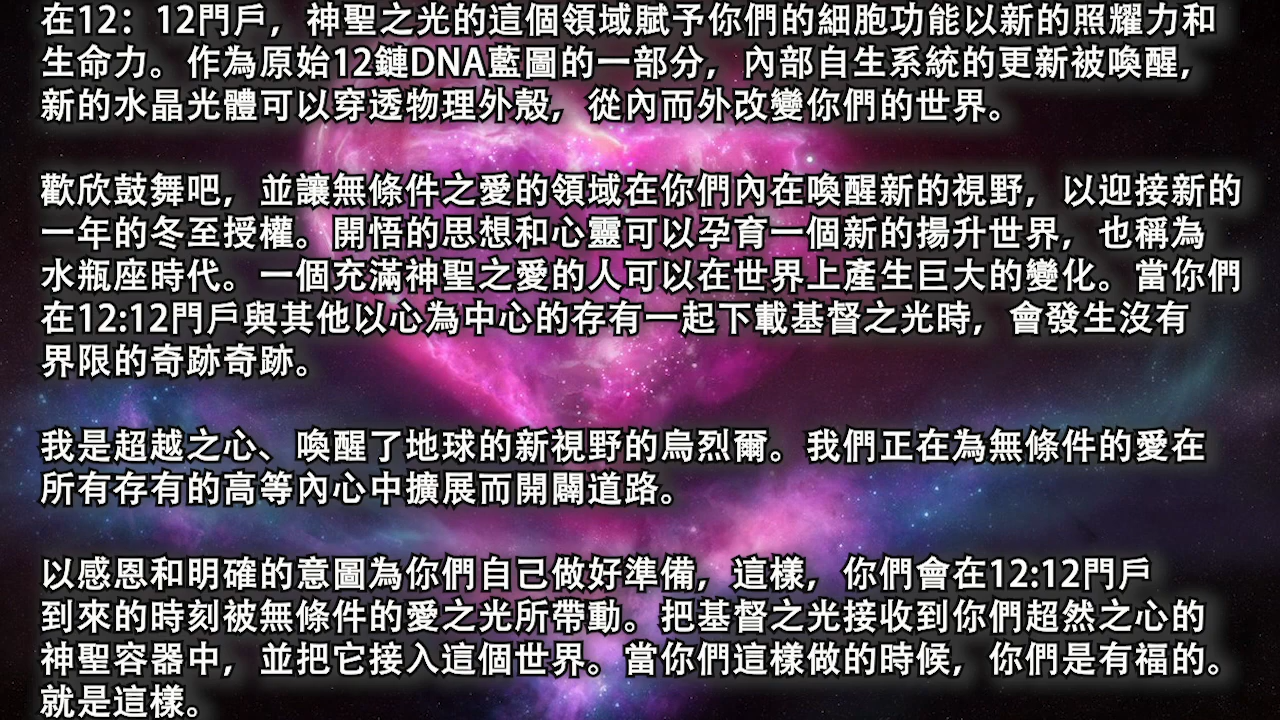 在12：12門戶，神聖之光的這個領域賦予你們的細胞功能以新的照耀力和
生命力。作為原始12鏈DNA藍圖的一部分，內部自生系統的更新被喚醒，
新的水晶光體可以穿透物理外殼，從內而外改變你們的世界。
歡欣鼓舞吧，並讓無條件之愛的領域在你們內在喚醒新的視野，以迎接新的
一年的冬至授權。開悟的思想和心靈可以孕育一個新的揚升世界，也稱為
水瓶座時代。一個充滿神聖之愛的人可以在世界上產生巨大的變化。當你們
在12:12門戶與其他以心為中心的存有一起下載基督之光時，會發生沒有
界限的奇跡奇跡。
我是超越之心、喚醒了地球的新視野的烏烈爾。我們正在為無條件的愛在
所有存有的高等內心中擴展而開闢道路。
以感恩和明確的意圖為你們自己做好準備，這樣，你們會在12:12門戶
到來的時刻被無條件的愛之光所帶動。把基督之光接收到你們超然之心的
神聖容器中，並把它接入這個世界。當你們這樣做的時候，你們是有福的。
就是這樣。